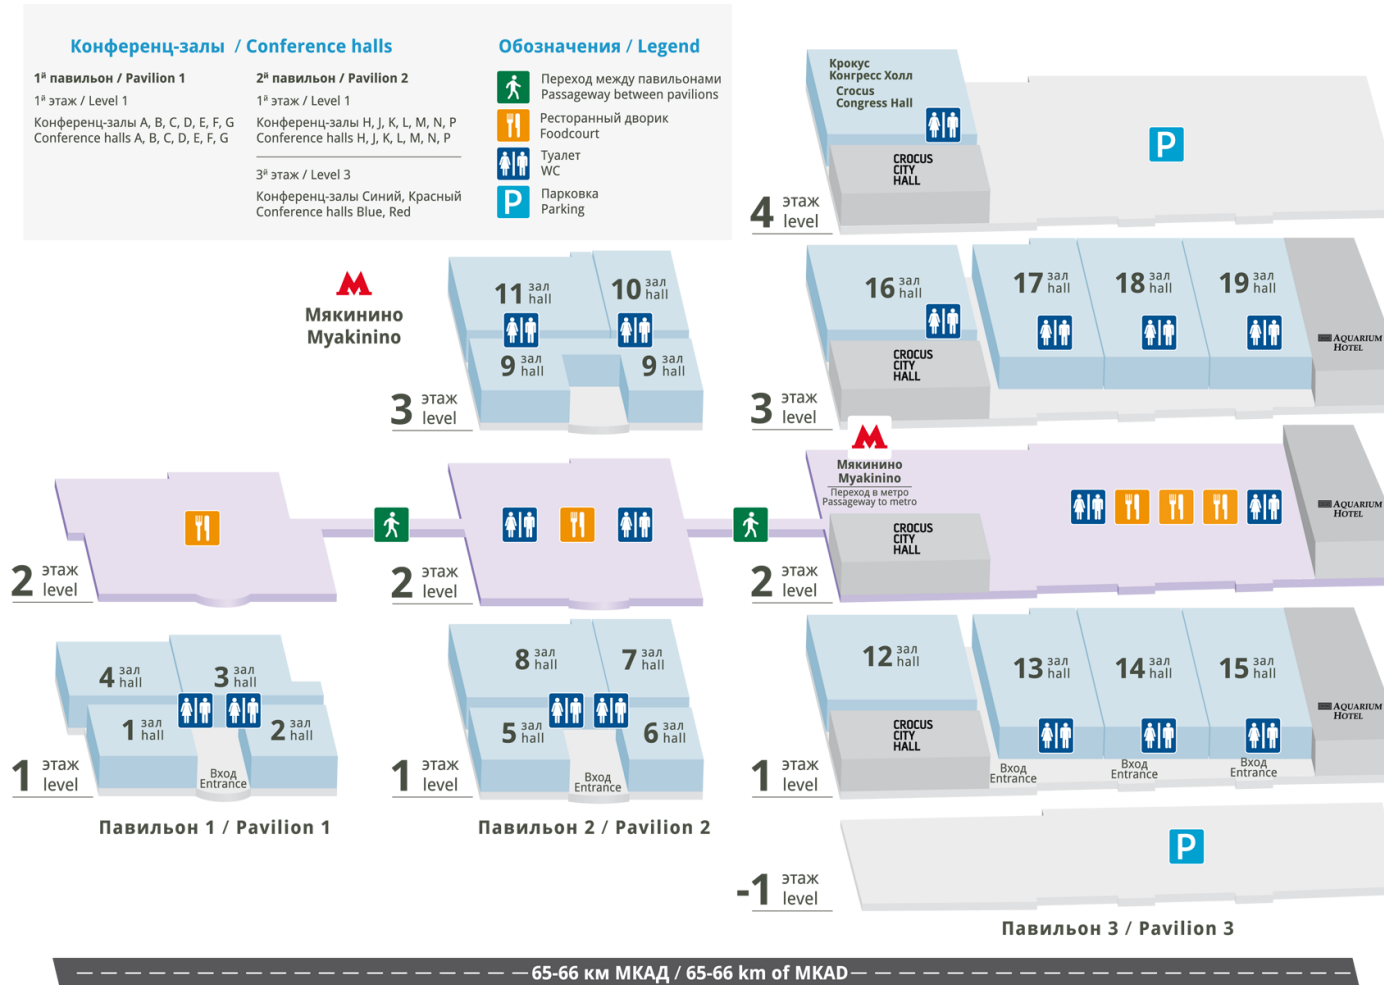 Конференц-залы / Conference halls
1й павильон / Pavilion 1
1й этаж / Level 1
Конференц-залы A, B, C, D, E, F, G
Conference halls A, B, C, D, E, F, G
2й павильон / Pavilion 2
1й этаж / Level 1
Конференц-залы H, J, K, L, M, N, P
Conference halls H, J, K, L, M, N, P
3й этаж / Level 3
Конференц-залы Синий, Красный
Conference halls Blue, Red
Обозначения / Legend
Переход между павильонами
Passageway between pavilions
Ресторанный дворик
Foodcourt
Туалет
WC
P
Парковка
Parking
Крокус
Конгресс Холл
Crocus
Congress Hall
CROCUS
CITY
HALL
P
4 этаж
level
М
Мякинино
Myakinino
11 зал
hall
10 зал
hall
9 зал
hall
9 зал
hall
3 этаж
level
16 зал
hall
17 зал
hall
18 зал
hall
19 зал
hall
CROCUS
CITY
HALL
AQUARIUM
HOTEL
3 этаж
level
2 этаж
level
2 этаж
level
М
Мякинино
Myakinino
Переход в метро
Passageway to metro
CROCUS
CITY
HALL
AQUARIUM
HOTEL
2 этаж
level
4 зал
hall
3 зал
hall
1 зал
hall
2 зал
hall
Вход
Entrance
1 этаж
level
Павильон 1 / Pavilion 1
8 зал
hall
7 зал
hall
5 зал
hall
6 зал
hall
Вход
Entrance
1 этаж
level
Павильон 2 / Pavilion 2
12 зал
hall
13 зал
hall
14 зал
hall
15 зал
hall
CROCUS
CITY
HALL
AQUARIUM
HOTEL
Вход
Entrance
Вход
Entrance
Вход
Entrance
1 этаж
level
P
-1 этаж
level
Павильон 3 / Pavilion 3
65-66 км МКАД / 65-66 km of MKAD